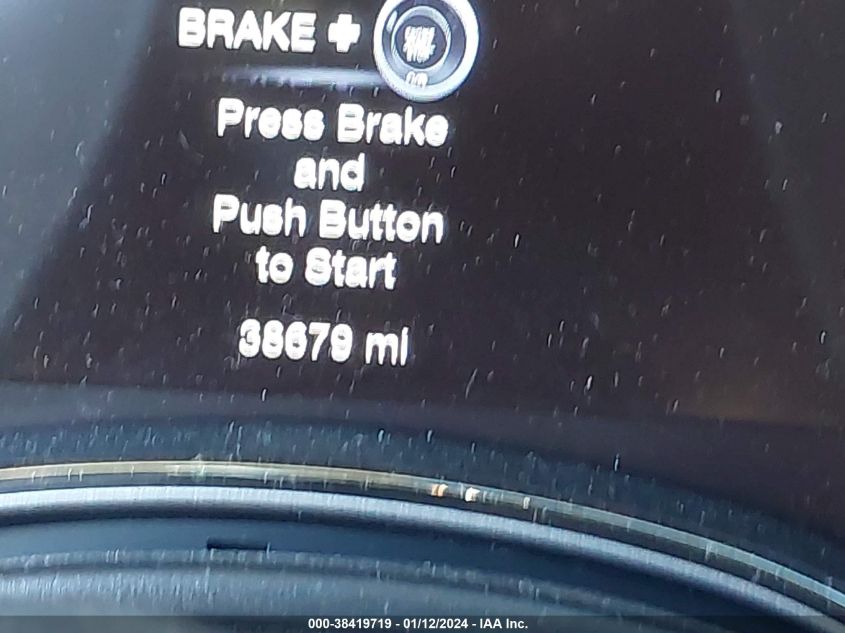 BRAKE +
Press Brake
and
Push Button
to Start
38679 mi
000-38419719 - 01/12/2024 - IAA Inc.